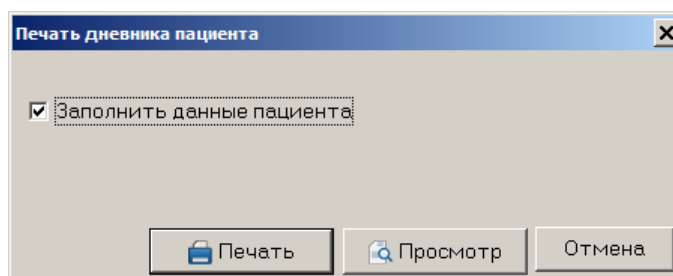 Печать дневника пациента
Заполнить данные пациента
Печать Просмотр Отмена